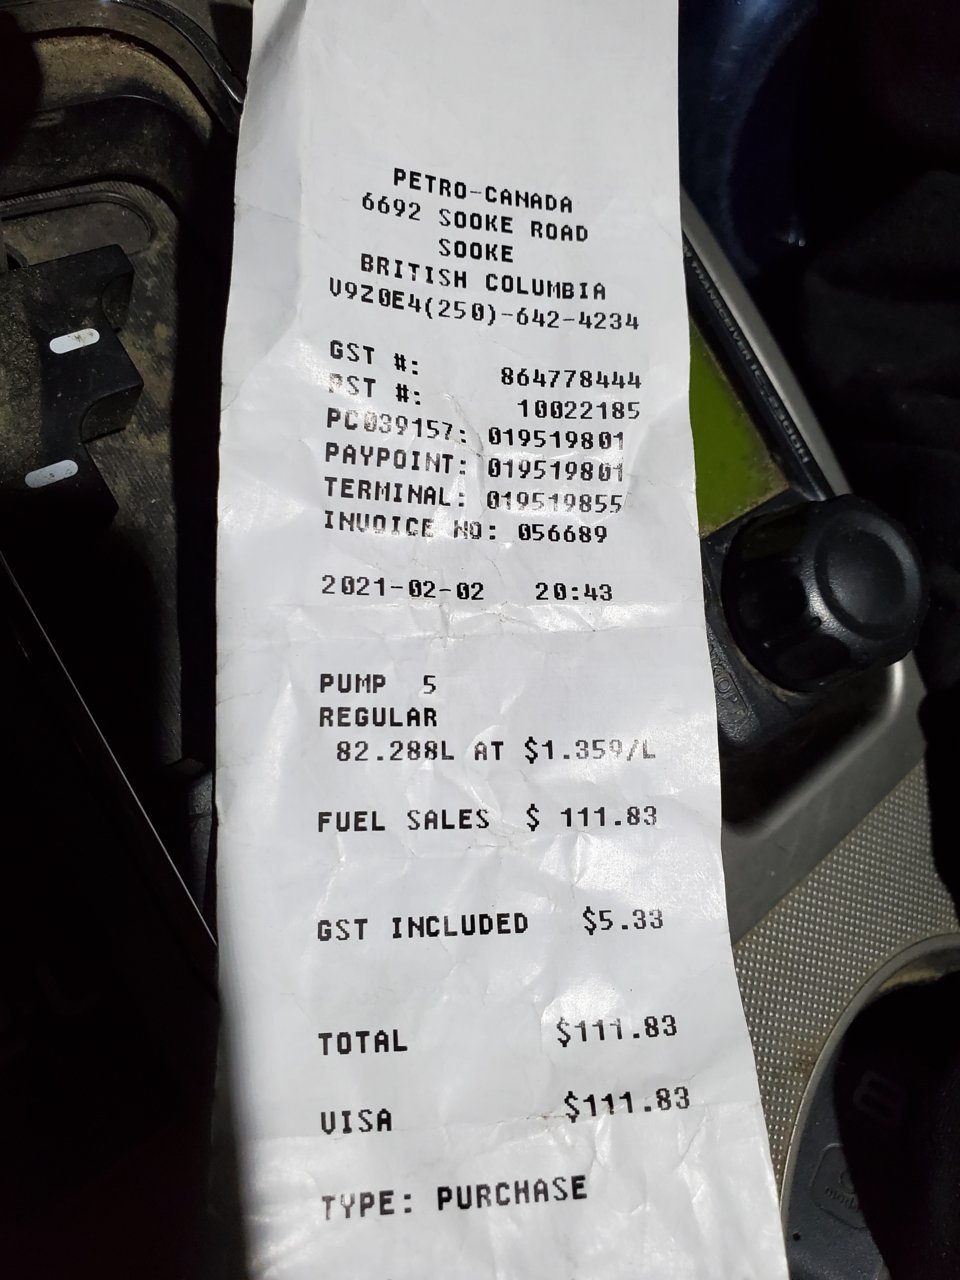 PETRO-CANADA
6692 SOOKE ROAD
SOOKE
BRITISH COLUMBIA
V9Z0E4(250)-642-4234
GST #: 864778444
PST #: 10022185
PC039157: 019519801
PAYPOINT: 019519801
TERMINAL: 019519855
INVOICE NO: 056689
2021-02-02 20:43
PUMP 5
REGULAR
82.288L AT $1.359/L
FUEL SALES $ 111.83
GST INCLUDED $5.33
TOTAL $111.83
VISA $111.83
TYPE: PURCHASE
TRANSCEIVER